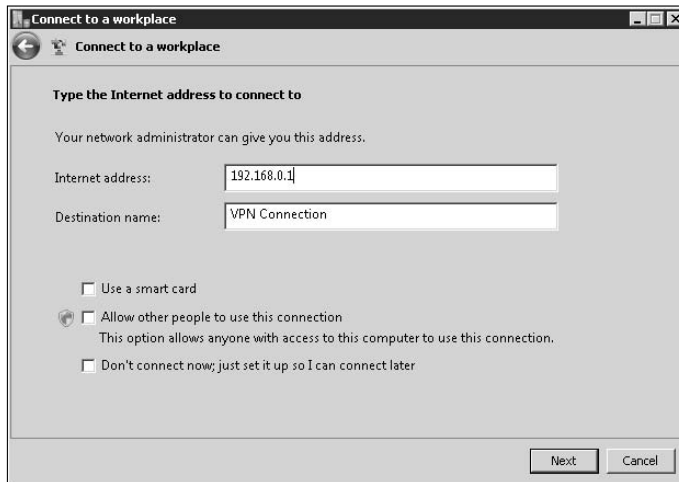 Connect to a workplace
Connect to a workplace
Type the Internet address to connect to
Your network administrator can give you this address.
Internet address: 192.168.0.1
Destination name: VPN Connection
Use a smart card
Allow other people to use this connection
This option allows anyone with access to this computer to use this connection.
Don't connect now; just set it up so I can connect later
Next Cancel